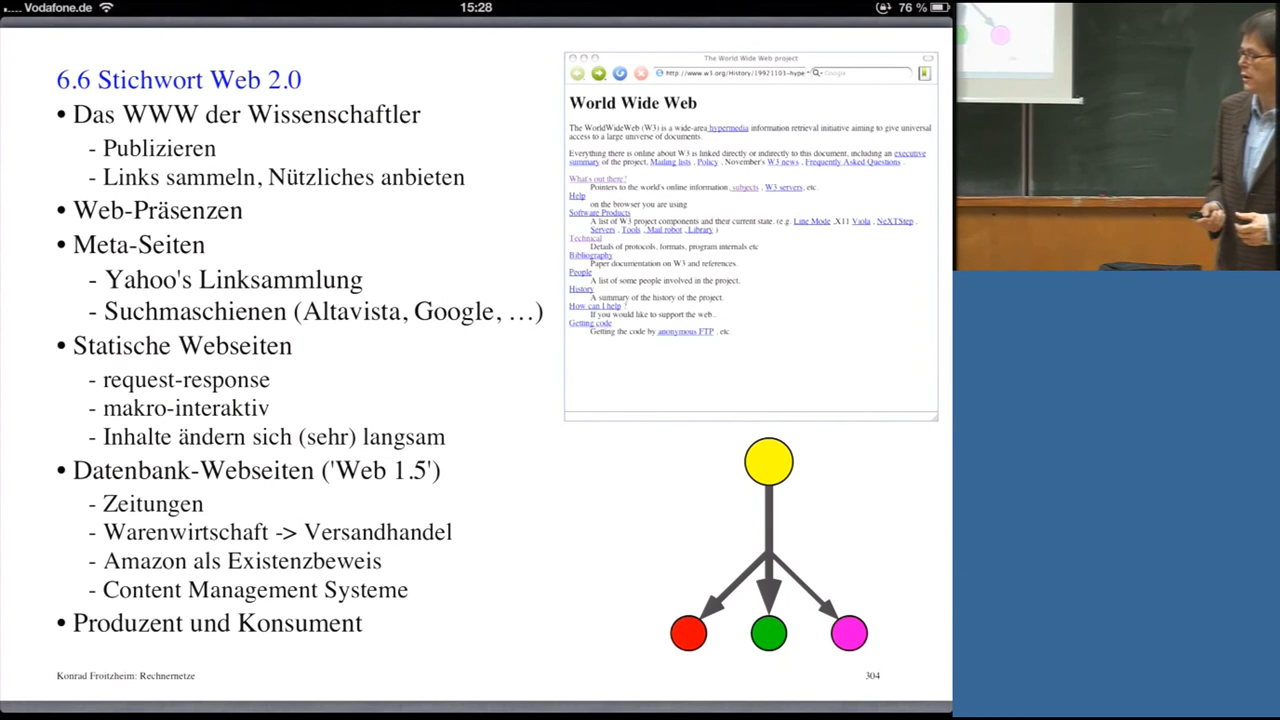 ..... Vodafone.de
15:28
76 %
6.6 Stichwort Web 2.0
• Das WWW der Wissenschaftler
- Publizieren
- Links sammeln, Nützliches anbieten
• Web-Präsenzen
• Meta-Seiten
- Yahoo's Linksammlung
- Suchmaschienen (Altavista, Google, …)
• Statische Webseiten
- request-response
- makro-interaktiv
- Inhalte ändern sich (sehr) langsam
• Datenbank-Webseiten ('Web 1.5')
- Zeitungen
- Warenwirtschaft -> Versandhandel
- Amazon als Existenzbeweis
- Content Management Systeme
• Produzent und Konsument
The World Wide Web project
http://www.w3.org/History/19921103-hype
Google
World Wide Web
The WorldWideWeb (W3) is a wide-area hypermedia information retrieval initiative aiming to give universal
access to a large universe of documents.
Everything there is online about W3 is linked directly or indirectly to this document, including an executive
summary of the project, Mailing lists , Policy , November's W3 news , Frequently Asked Questions .
What's out there?
Pointers to the world's online information, subjects , W3 servers, etc.
Help
on the browser you are using
Software Products
A list of W3 project components and their current state. (e.g. Line Mode ,X11 Viola , NeXTStep ,
Servers , Tools , Mail robot , Library )
Technical
Details of protocols, formats, program internals etc
Bibliography
Paper documentation on W3 and references.
People
A list of some people involved in the project.
History
A summary of the history of the project.
How can I help ?
If you would like to support the web..
Getting code
Getting the code by anonymous FTP , etc.
Konrad Froitzheim: Rechnernetze
304